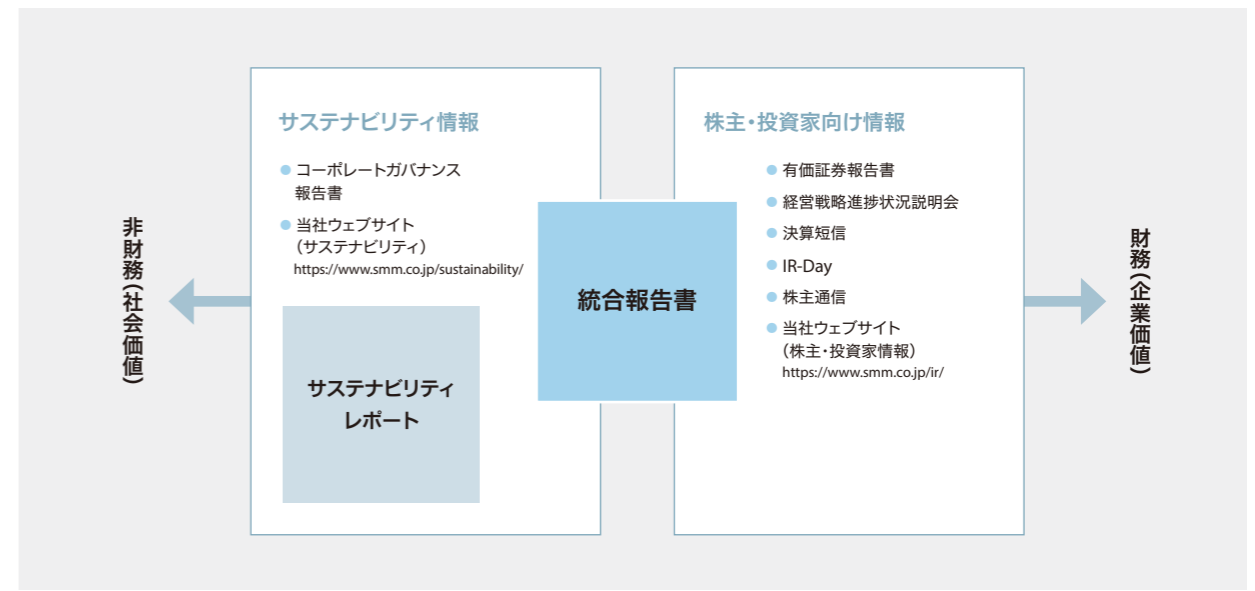 非財務（社会価値）
サステナビリティ情報
● コーポレートガバナンス
報告書
● 当社ウェブサイト
（サステナビリティ）
https://www.smm.co.jp/sustainability/
サステナビリティ
レポート
統合報告書
株主・投資家向け情報
● 有価証券報告書
● 経営戦略進捗状況説明会
● 決算短信
● IR-Day
● 株主通信
● 当社ウェブサイト
（株主・投資家情報）
https://www.smm.co.jp/ir/
財務（企業価値）